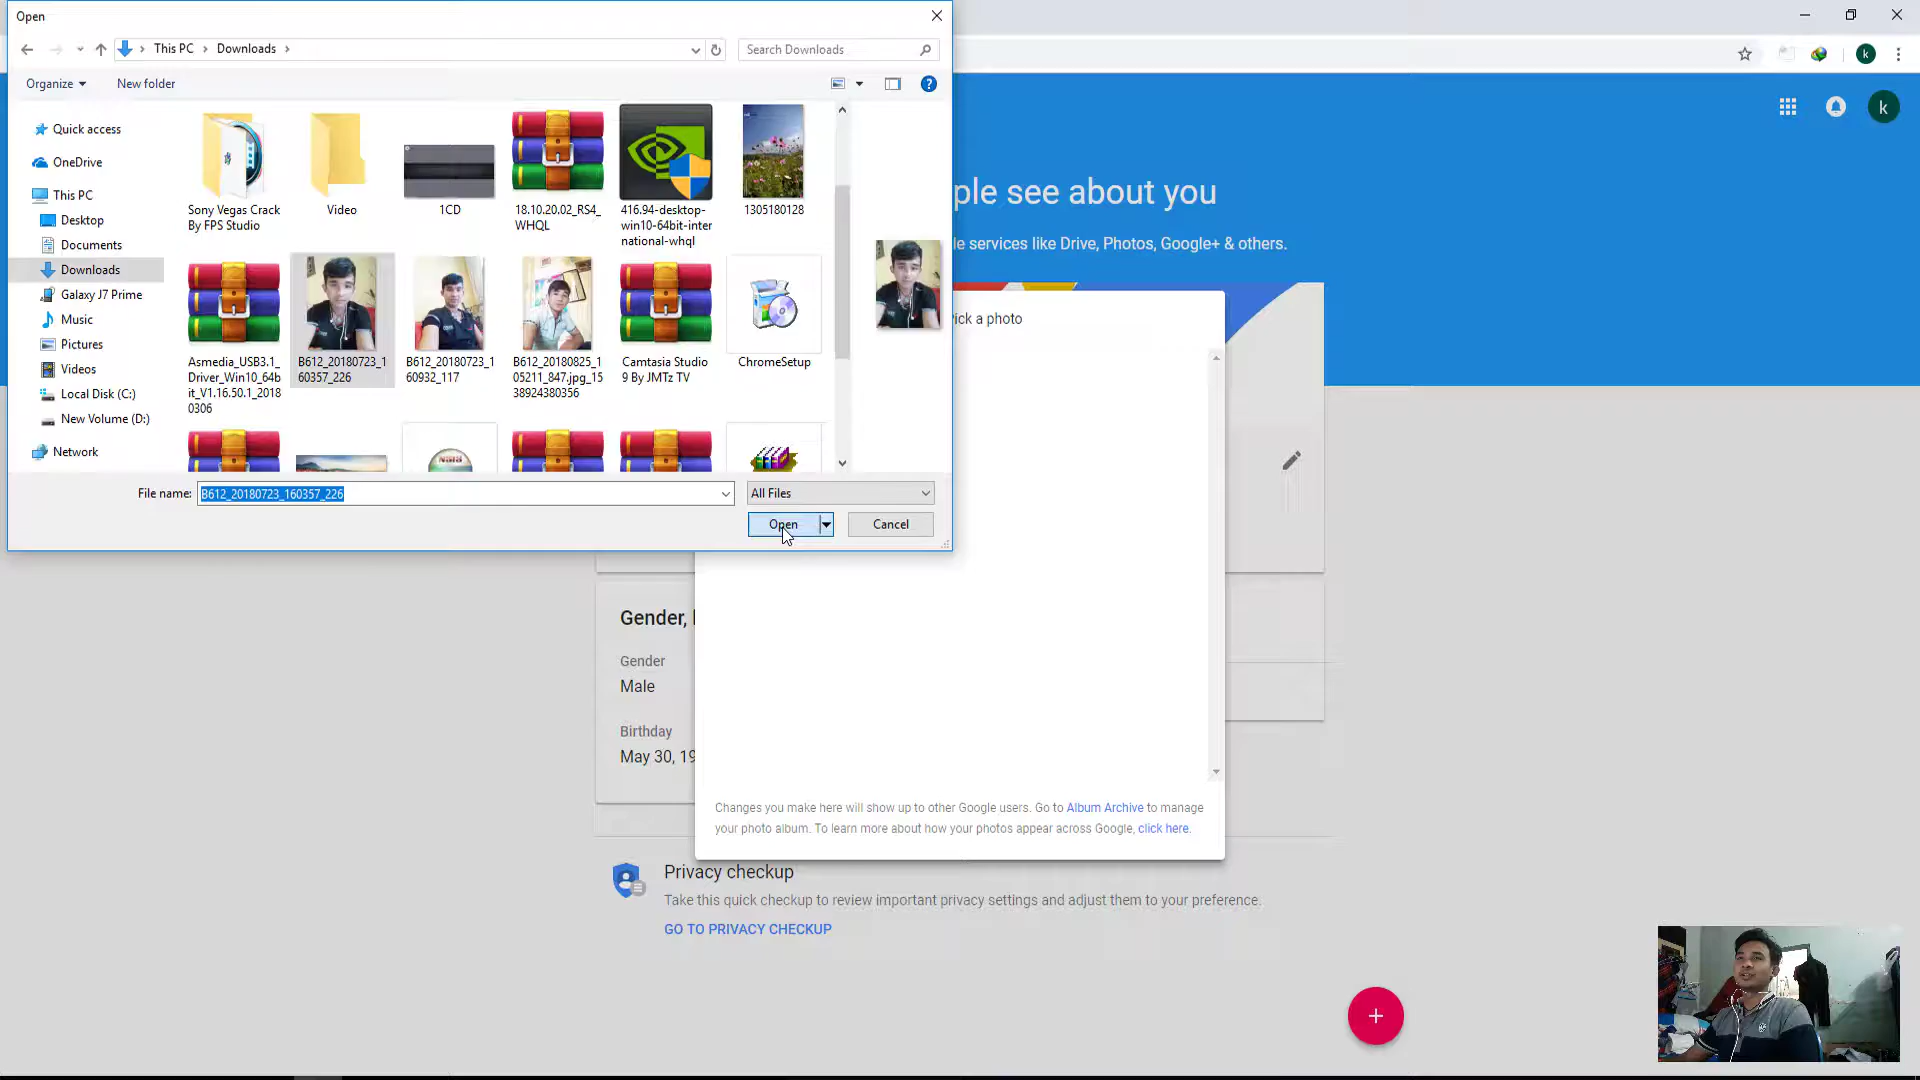 Open
This PC
Downloads
Search Downloads
Organize
New folder
Quick access
OneDrive
This PC
Desktop
Documents
Downloads
Galaxy J7 Prime
Music
Pictures
Videos
Local Disk (C:)
New Volume (D:)
Network
Sony Vegas Crack
By FPS Studio
Video
1CD
18.10.20.02_RS4_
WHQL
416.94-desktop-
win10-64bit-inter
national-whql
1305180128
Asmedia_USB3.1_
Driver_Win10_64b
it_V1.16.50.1_2018
0306
B612_20180723_1
60357_226
B612_20180723_1
60932_117
B612_20180825_1
05211_847.jpg_15
38924380356
Camtasia Studio
9 By JMTz TV
ChromeSetup
File name:
B612_20180723_160357_226
All Files
Open
Cancel
k
k
ple see about you
le services like Drive, Photos, Google+ & others.
ick a photo
Gender,
Gender
Male
Birthday
May 30, 19
Changes you make here will show up to other Google users. Go to Album Archive to manage
your photo album. To learn more about how your photos appear across Google, click here.
Privacy checkup
Take this quick checkup to review important privacy settings and adjust them to your preference.
GO TO PRIVACY CHECKUP